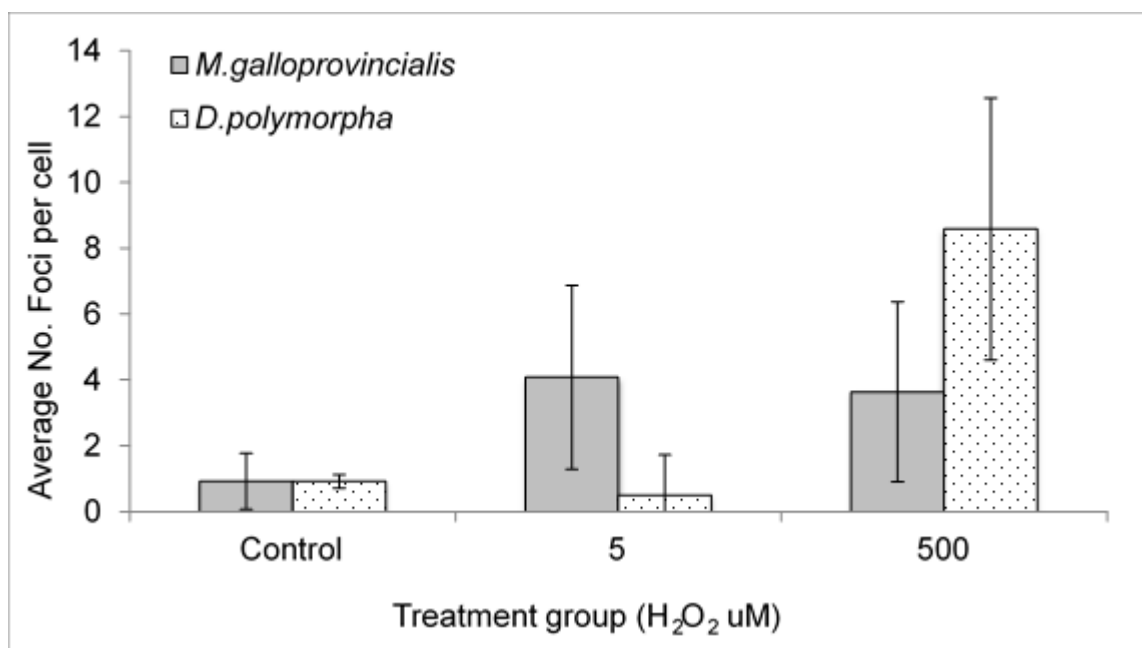 Average No. Foci per cell
14
12
10
8
6
4
2
0
M.galloprovincialis
D.polymorpha
Control
5
500
Treatment group (H₂O₂ uM)